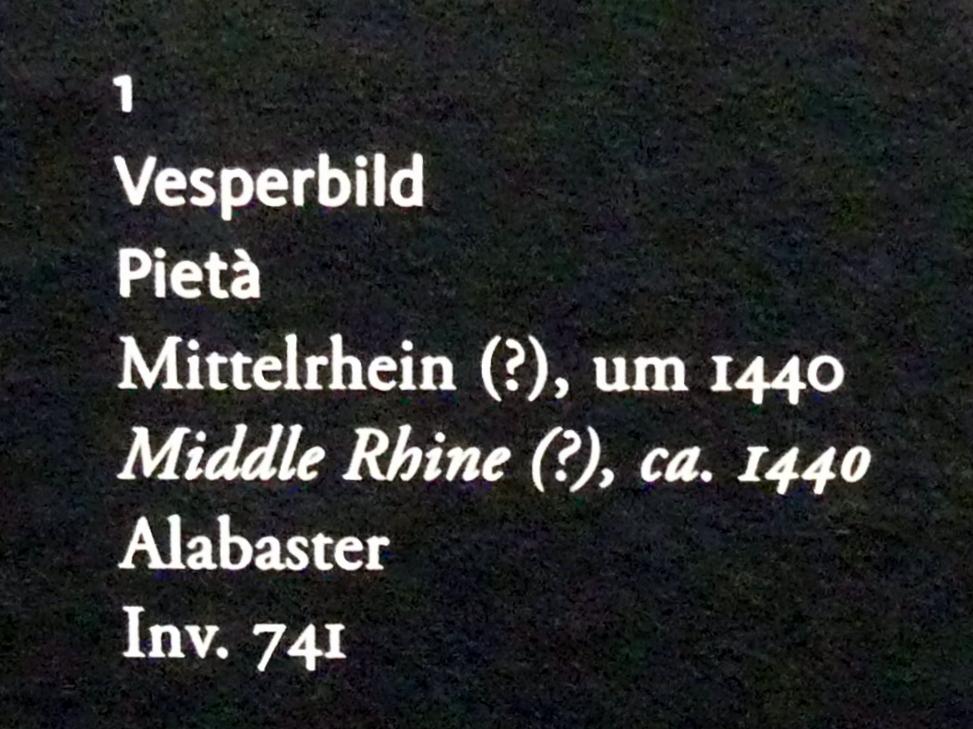 1
Vesperbild
Pietà
Mittelrhein (?), um 1440
Middle Rhine (?), ca. 1440
Alabaster
Inv. 741